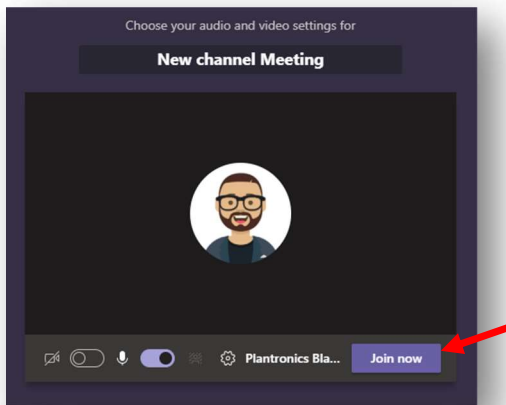 Choose your audio and video settings for
New channel Meeting
Plantronics Bla... Join now